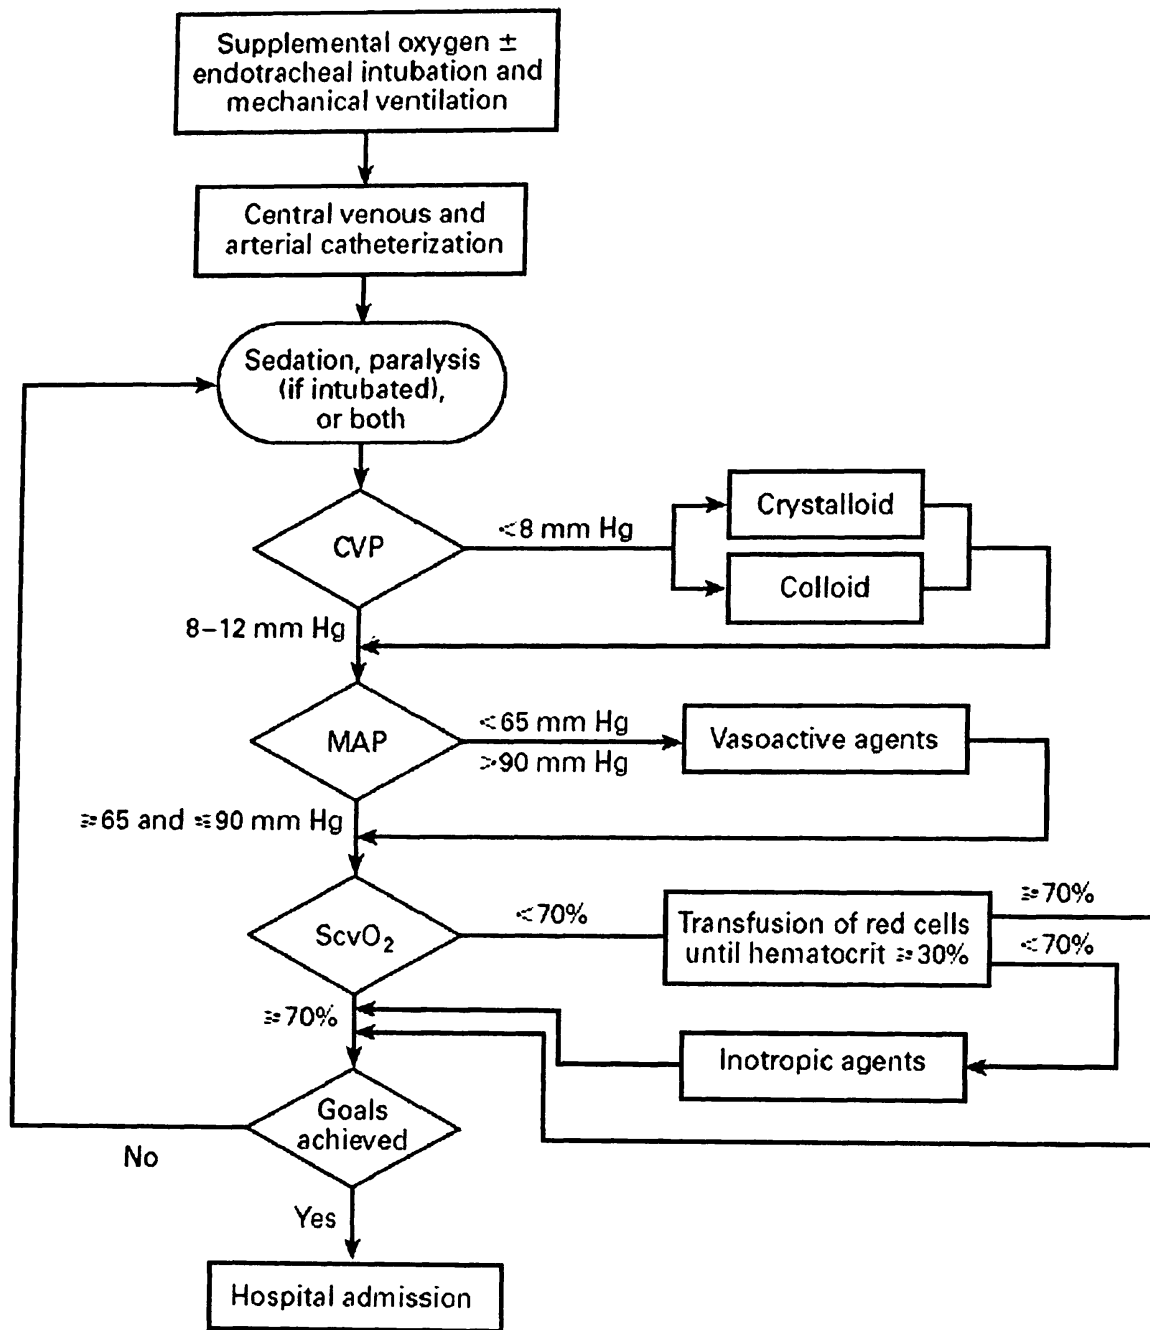 Supplemental oxygen ±
endotracheal intubation and
mechanical ventilation
Central venous and
arterial catheterization
Sedation, paralysis
(if intubated),
or both
CVP
<8 mm Hg
Crystalloid
Colloid
8–12 mm Hg
MAP
<65 mm Hg
>90 mm Hg
Vasoactive agents
≥65 and ≤90 mm Hg
ScvO₂
<70%
Transfusion of red cells
until hematocrit ≥30%
≥70%
<70%
≥70%
Inotropic agents
Goals
achieved
No
Yes
Hospital admission